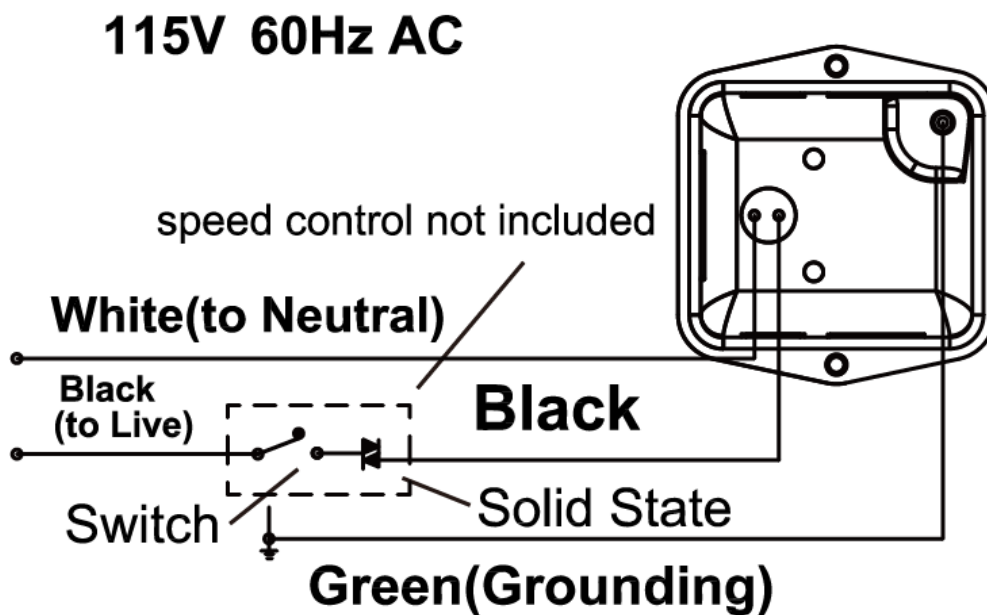 115V 60Hz AC
speed control not included
White(to Neutral)
Black
(to Live)
Black
Switch
Solid State
Green(Grounding)